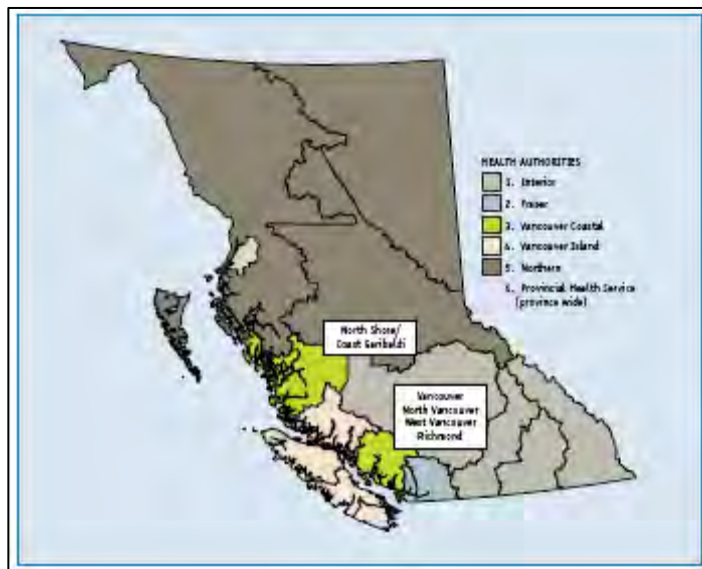 HEALTH AUTHORITIES
1. Interior
2. Fraser
3. Vancouver Coastal
4. Vancouver Island
5. Northern
6. Provincial Health Service
(province wide)
North Shore/
Coast Garibaldi
Vancouver
North Vancouver
West Vancouver
Richmond